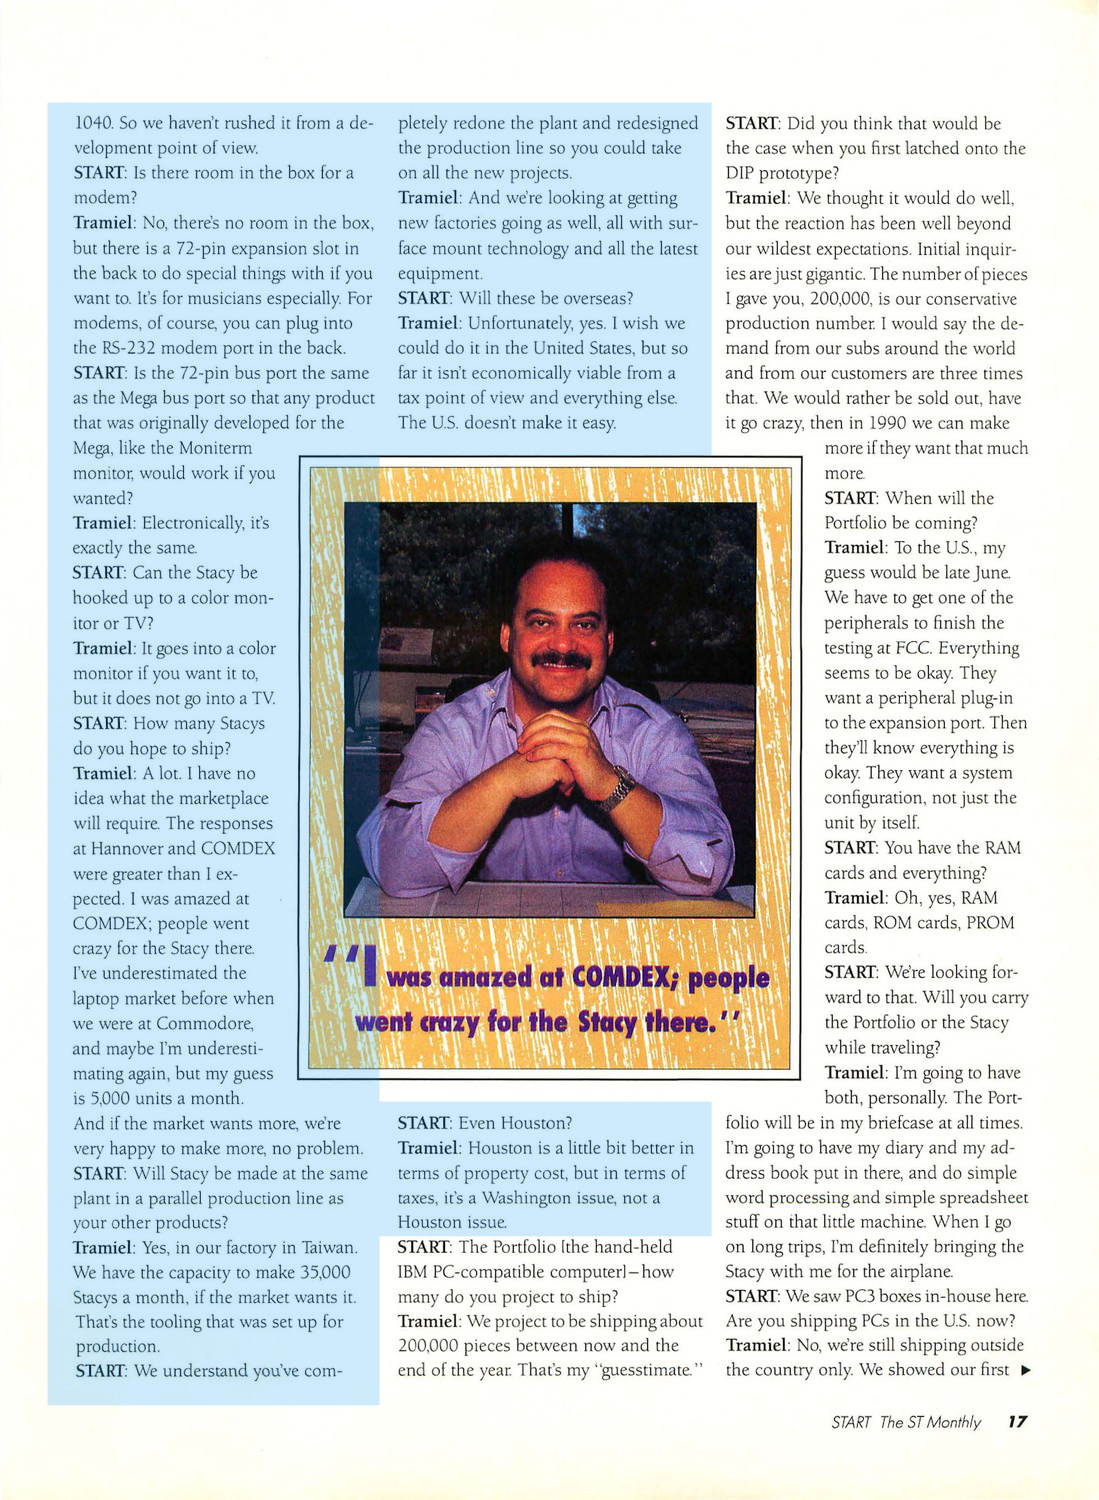 1040. So we haven't rushed it from a de-
velopment point of view.
START: Is there room in the box for a
modem?
Tramiel: No, there's no room in the box,
but there is a 72-pin expansion slot in
the back to do special things with if you
want to. It's for musicians especially. For
modems, of course, you can plug into
the RS-232 modem port in the back.
START: Is the 72-pin bus port the same
as the Mega bus port so that any product
that was originally developed for the
Mega, like the Moniterm
monitor, would work if you
wanted?
Tramiel: Electronically, it's
exactly the same.
START: Can the Stacy be
hooked up to a color mon-
itor or TV?
Tramiel: It goes into a color
monitor if you want it to,
but it does not go into a TV.
START: How many Stacys
do you hope to ship?
Tramiel: A lot. I have no
idea what the marketplace
will require. The responses
at Hannover and COMDEX
were greater than I ex-
pected. I was amazed at
COMDEX; people went
crazy for the Stacy there.
I've underestimated the
laptop market before when
we were at Commodore,
and maybe I'm underesti-
mating again, but my guess
is 5,000 units a month.
And if the market wants more, we're
very happy to make more, no problem.
START: Will Stacy be made at the same
plant in a parallel production line as
your other products?
Tramiel: Yes, in our factory in Taiwan.
We have the capacity to make 35,000
Stacys a month, if the market wants it.
That's the tooling that was set up for
production.
START: We understand you've com-
pletely redone the plant and redesigned
the production line so you could take
on all the new projects.
Tramiel: And we're looking at getting
new factories going as well, all with sur-
face mount technology and all the latest
equipment.
START: Will these be overseas?
Tramiel: Unfortunately, yes. I wish we
could do it in the United States, but so
far it isn't economically viable from a
tax point of view and everything else.
The U.S. doesn't make it easy.
"I was amazed at COMDEX; people
went crazy for the Stacy there."
START: Even Houston?
Tramiel: Houston is a little bit better in
terms of property cost, but in terms of
taxes, it's a Washington issue, not a
Houston issue.
START: The Portfolio [the hand-held
IBM PC-compatible computer]—how
many do you project to ship?
Tramiel: We project to be shipping about
200,000 pieces between now and the
end of the year. That's my "guesstimate."
START: Did you think that would be
the case when you first latched onto the
DIP prototype?
Tramiel: We thought it would do well,
but the reaction has been well beyond
our wildest expectations. Initial inquir-
ies are just gigantic. The number of pieces
I gave you, 200,000, is our conservative
production number. I would say the de-
mand from our subs around the world
and from our customers are three times
that. We would rather be sold out, have
it go crazy, then in 1990 we can make
more if they want that much
more.
START: When will the
Portfolio be coming?
Tramiel: To the U.S., my
guess would be late June.
We have to get one of the
peripherals to finish the
testing at FCC. Everything
seems to be okay. They
want a peripheral plug-in
to the expansion port. Then
they'll know everything is
okay. They want a system
configuration, not just the
unit by itself.
START: You have the RAM
cards and everything?
Tramiel: Oh, yes, RAM
cards, ROM cards, PROM
cards.
START: We're looking for-
ward to that. Will you carry
the Portfolio or the Stacy
while traveling?
Tramiel: I'm going to have
both, personally. The Port-
folio will be in my briefcase at all times.
I'm going to have my diary and my ad-
dress book put in there, and do simple
word processing and simple spreadsheet
stuff on that little machine. When I go
on long trips, I'm definitely bringing the
Stacy with me for the airplane.
START: We saw PC3 boxes in-house here.
Are you shipping PCs in the U.S. now?
Tramiel: No, we're still shipping outside
the country only. We showed our first ▶
START The ST Monthly 17